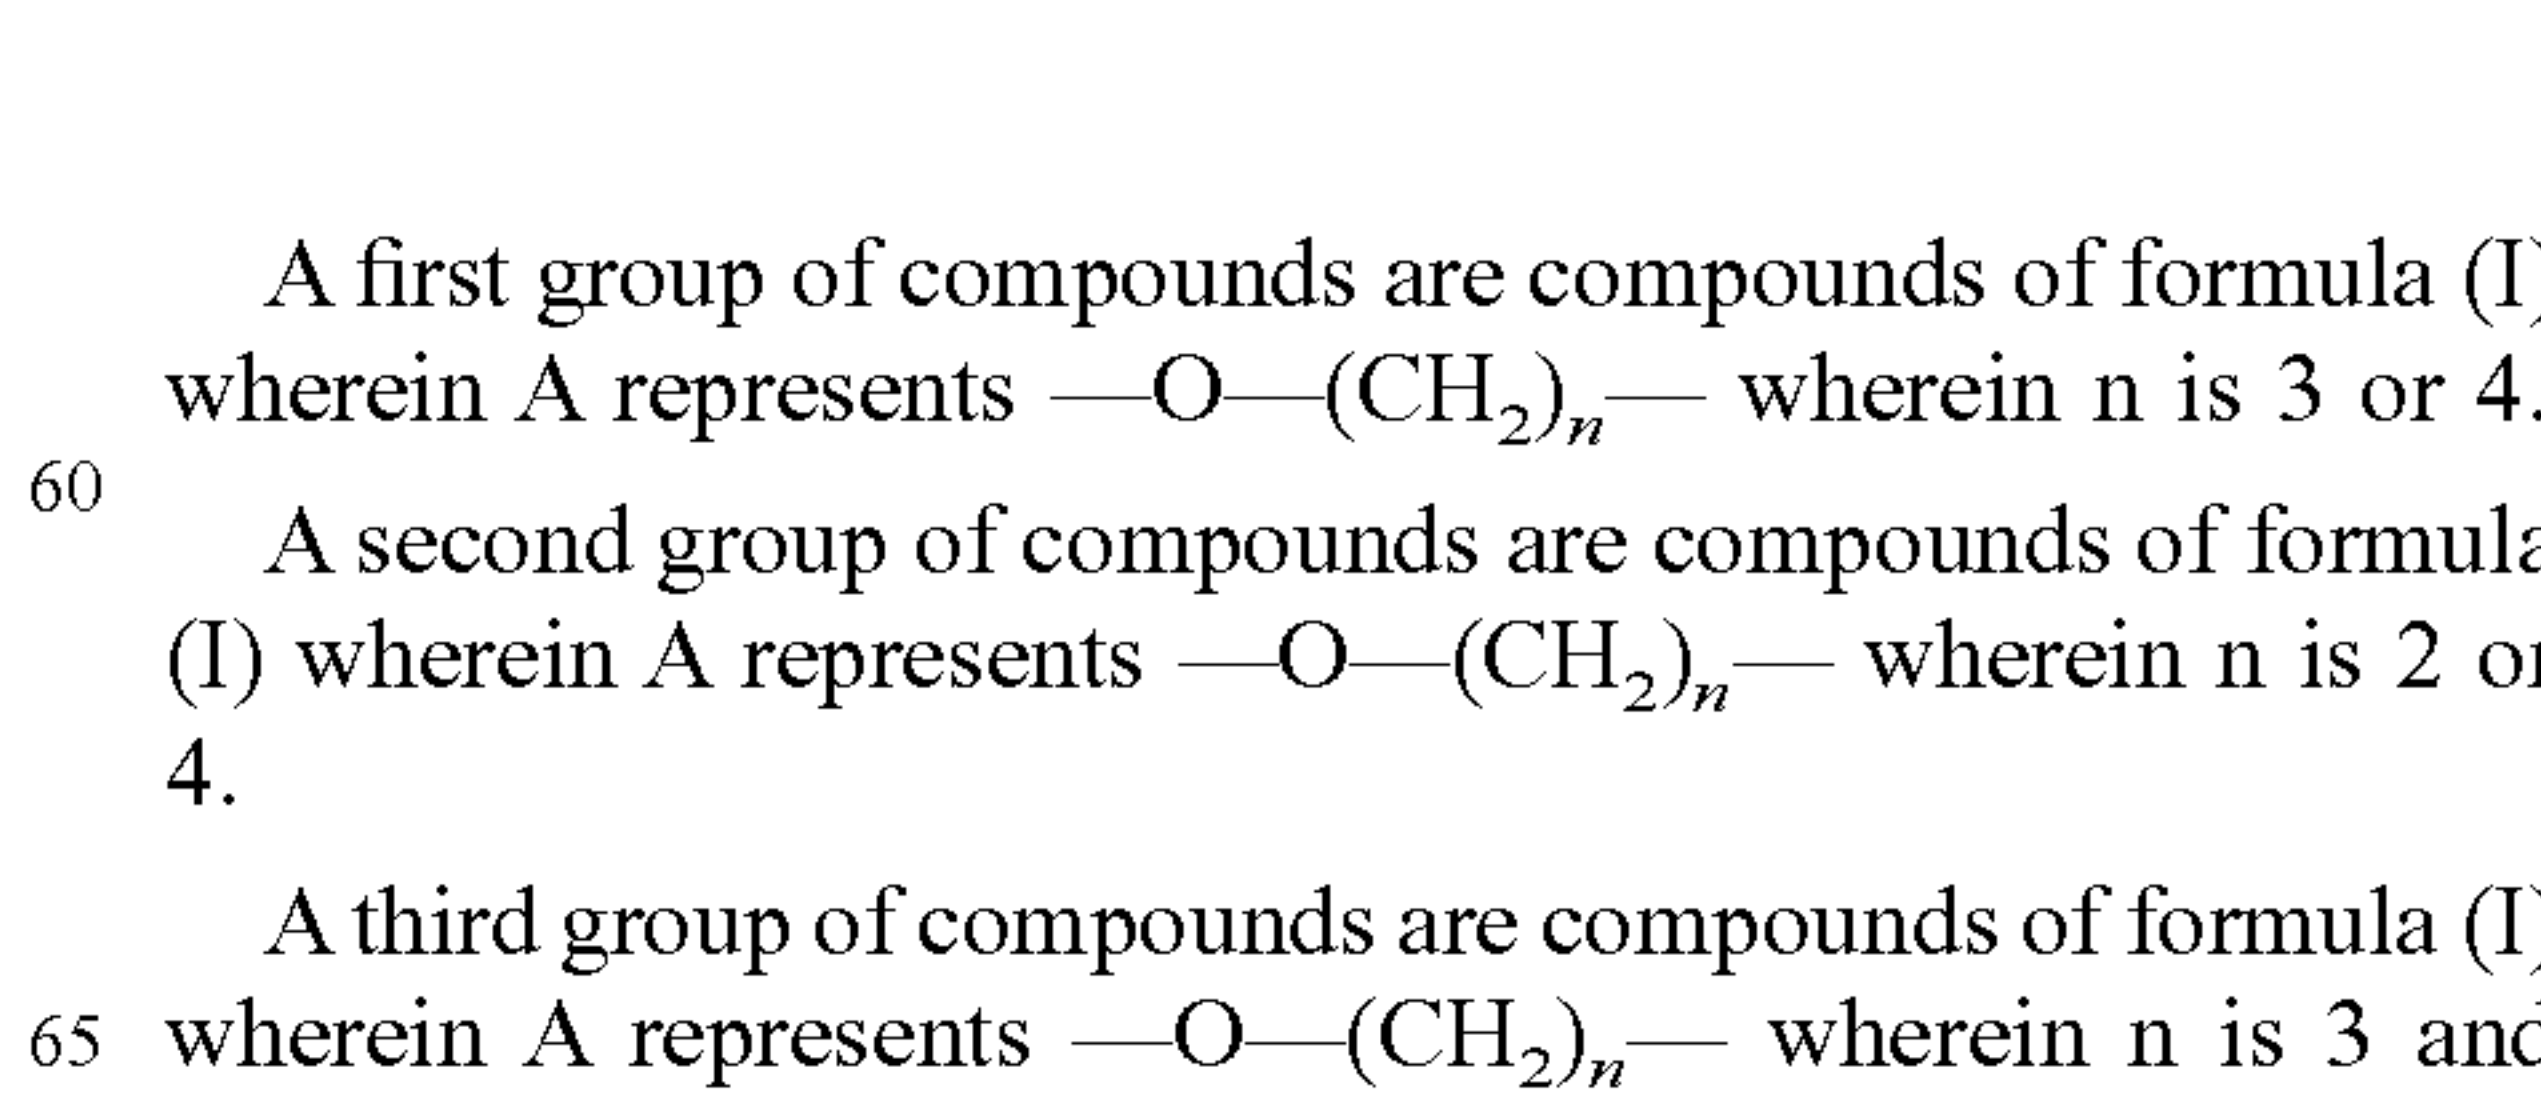 A first group of compounds are compounds of formula (I)
wherein A represents —O—(CH₂)ₙ— wherein n is 3 or 4.
60
A second group of compounds are compounds of formula
(I) wherein A represents —O—(CH₂)ₙ— wherein n is 2 or
4.
A third group of compounds are compounds of formula (I)
65 wherein A represents —O—(CH₂)ₙ— wherein n is 3 and